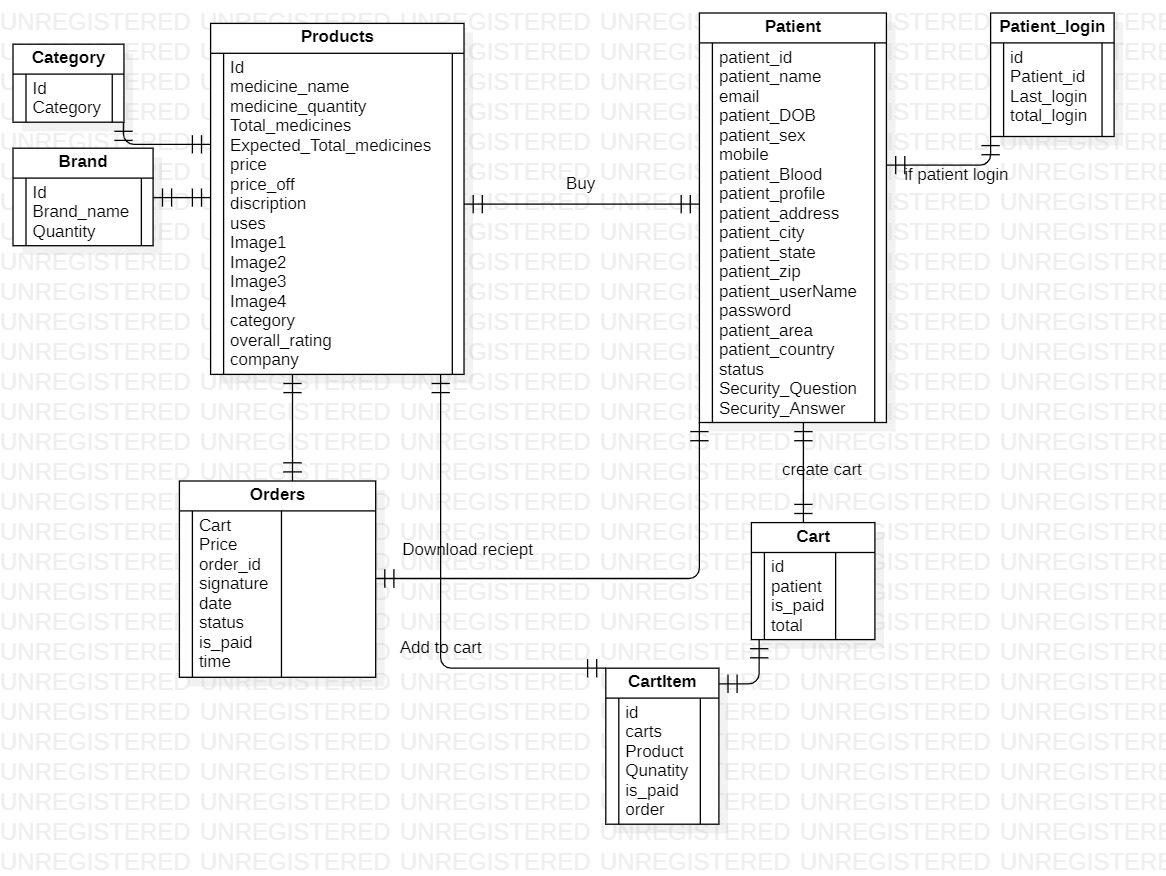 Category
Id
Category
Brand
Id
Brand_name
Quantity
Products
Id
medicine_name
medicine_quantity
Total_medicines
Expected_Total_medicines
price
price_off
discription
uses
Image1
Image2
Image3
Image4
category
overall_rating
company
Buy
Patient
patient_id
patient_name
email
patient_DOB
patient_sex
mobile
patient_Blood
patient_profile
patient_address
patient_city
patient_state
patient_zip
patient_userName
password
patient_area
patient_country
status
Security_Question
Security_Answer
Patient_login
id
Patient_id
Last_login
total_login
if patient login
create cart
Orders
Cart
Price
order_id
signature
date
status
is_paid
time
Download reciept
Add to cart
Cart
id
patient
is_paid
total
CartItem
id
carts
Product
Qunatity
is_paid
order
UNREGISTERED